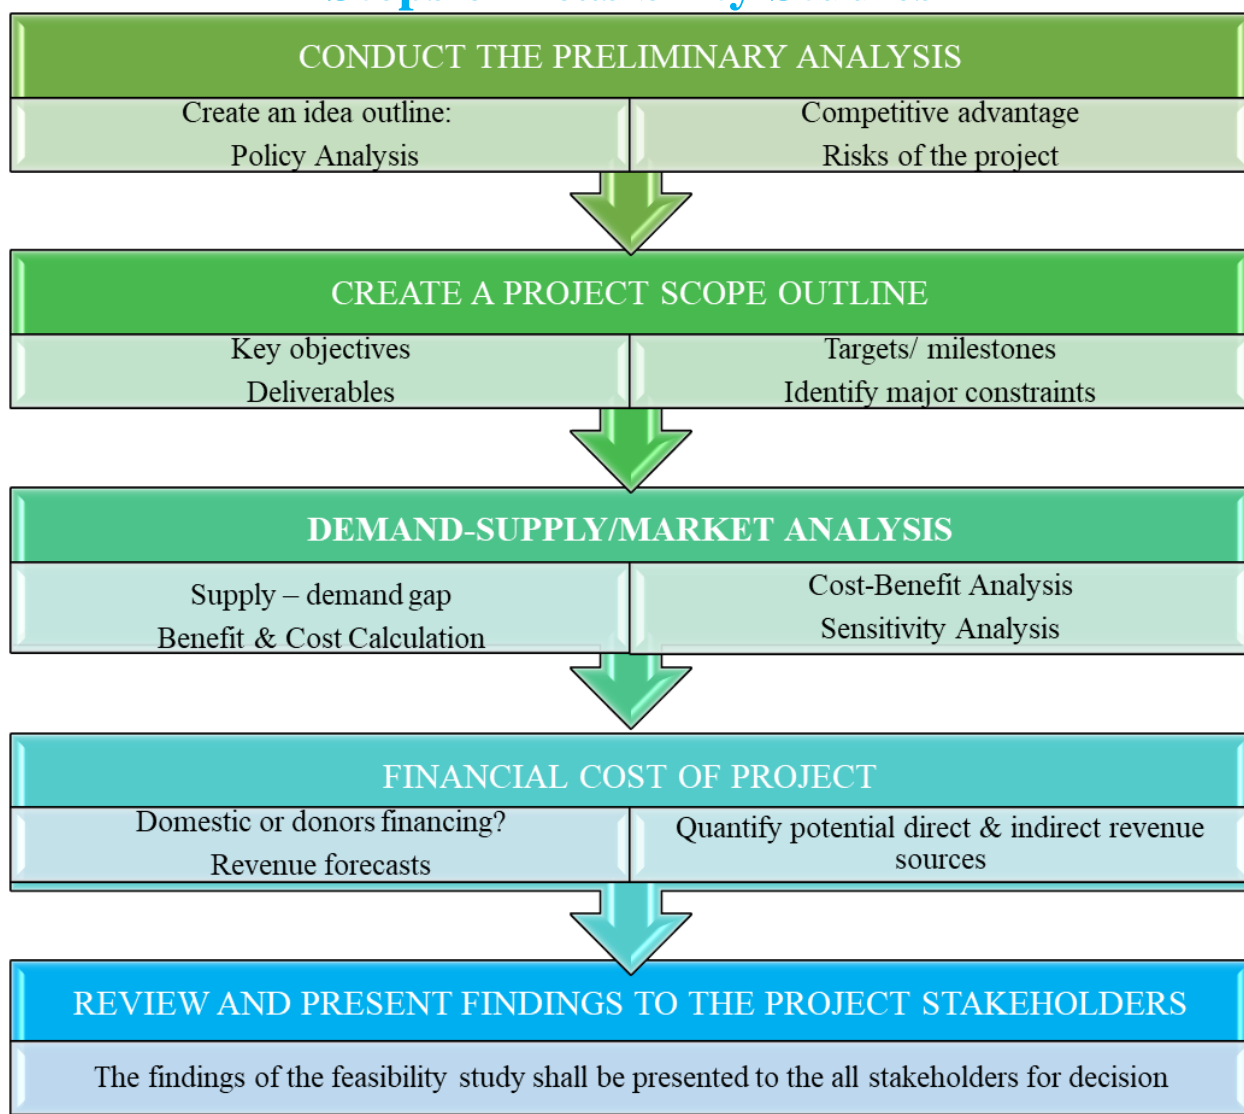 CONDUCT THE PRELIMINARY ANALYSIS
Create an idea outline:
Policy Analysis
Competitive advantage
Risks of the project
CREATE A PROJECT SCOPE OUTLINE
Key objectives
Deliverables
Targets/ milestones
Identify major constraints
DEMAND-SUPPLY/MARKET ANALYSIS
Supply – demand gap
Benefit & Cost Calculation
Cost-Benefit Analysis
Sensitivity Analysis
FINANCIAL COST OF PROJECT
Domestic or donors financing?
Revenue forecasts
Quantify potential direct & indirect revenue
sources
REVIEW AND PRESENT FINDINGS TO THE PROJECT STAKEHOLDERS
The findings of the feasibility study shall be presented to the all stakeholders for decision